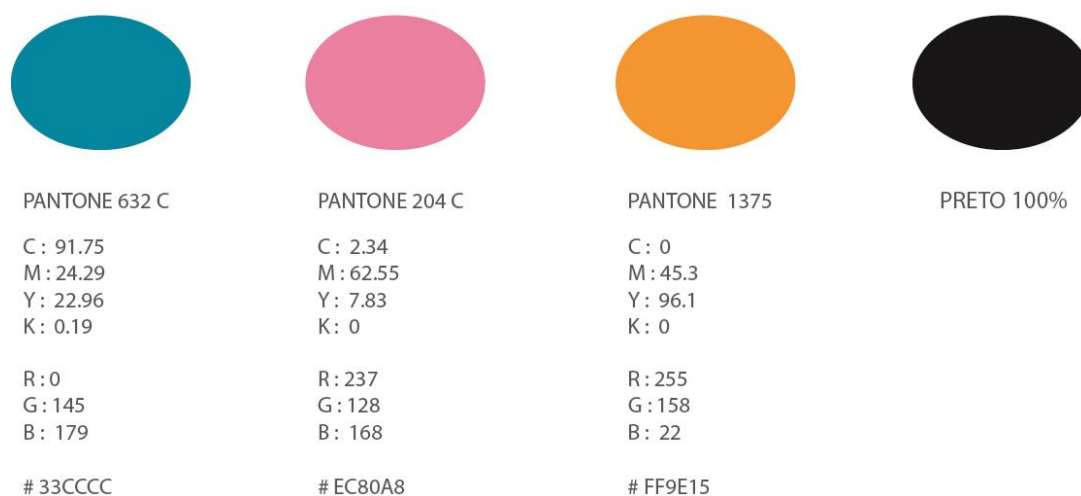 PANTONE 632 C
C : 91.75
M : 24.29
Y : 22.96
K : 0.19
R : 0
G : 145
B : 179
# 33CCCC
PANTONE 204 C
C : 2.34
M : 62.55
Y : 7.83
K : 0
R : 237
G : 128
B : 168
# EC80A8
PANTONE 1375
C : 0
M : 45.3
Y : 96.1
K : 0
R : 255
G : 158
B : 22
# FF9E15
PRETO 100%